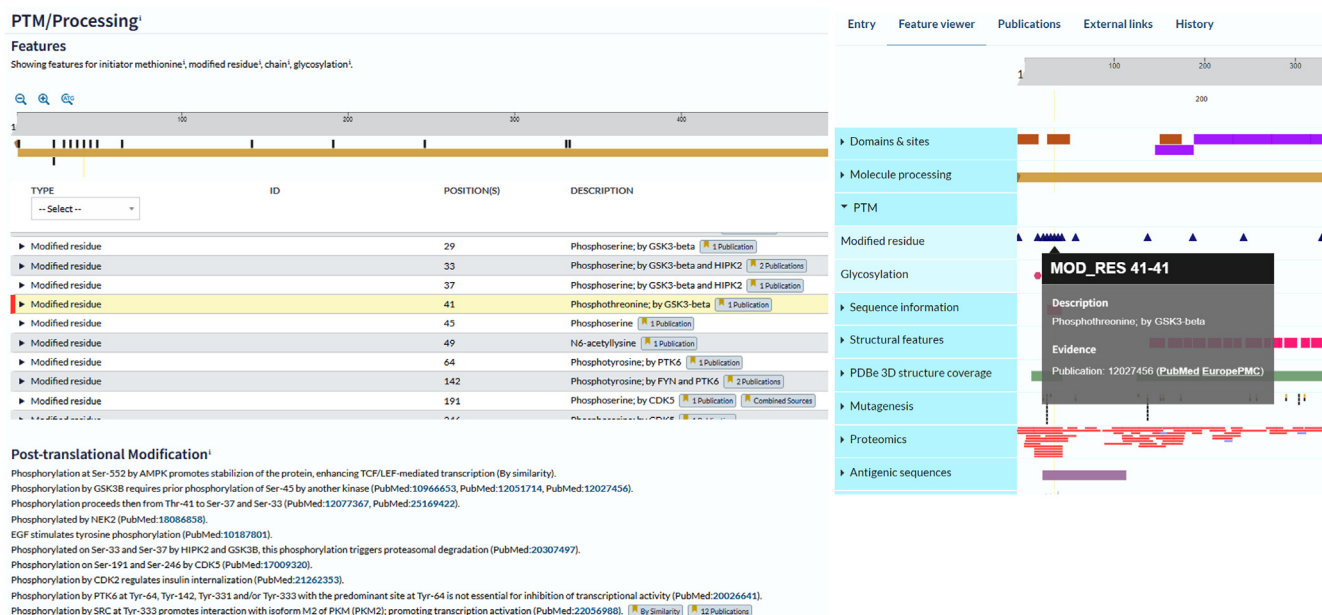 PTM/Processing i
Features
Showing features for initiator methionine i, modified residue i, chain i, glycosylation i.
ATG
1 100 200 300 400
TYPE ID POSITION(S) DESCRIPTION
-- Select --
Modified residue 29 Phosphoserine; by GSK3-beta 1 Publication
Modified residue 33 Phosphoserine; by GSK3-beta and HIPK2 2 Publications
Modified residue 37 Phosphoserine; by GSK3-beta and HIPK2 1 Publication
Modified residue 41 Phosphothreonine; by GSK3-beta 1 Publication
Modified residue 45 Phosphoserine 1 Publication
Modified residue 49 N6-acetyllysine 1 Publication
Modified residue 64 Phosphotyrosine; by PTK6 1 Publication
Modified residue 142 Phosphotyrosine; by FYN and PTK6 2 Publications
Modified residue 191 Phosphoserine; by CDK5 1 Publication Combined Sources
Post-translational Modification i
Phosphorylation at Ser-552 by AMPK promotes stabilizion of the protein, enhancing TCF/LEF-mediated transcription (By similarity).
Phosphorylation by GSK3B requires prior phosphorylation of Ser-45 by another kinase (PubMed:10966653, PubMed:12051714, PubMed:12027456).
Phosphorylation proceeds then from Thr-41 to Ser-37 and Ser-33 (PubMed:12077367, PubMed:25169422).
Phosphorylated by NEK2 (PubMed:18086858).
EGF stimulates tyrosine phosphorylation (PubMed:10187801).
Phosphorylated on Ser-33 and Ser-37 by HIPK2 and GSK3B, this phosphorylation triggers proteasomal degradation (PubMed:20307497).
Phosphorylation on Ser-191 and Ser-246 by CDK5 (PubMed:17009320).
Phosphorylation by CDK2 regulates insulin internalization (PubMed:21262353).
Phosphorylation by PTK6 at Tyr-64, Tyr-142, Tyr-331 and/or Tyr-333 with the predominant site at Tyr-64 is not essential for inhibition of transcriptional activity (PubMed:20026641).
Phosphorylation by SRC at Tyr-333 promotes interaction with isoform M2 of PKM (PKM2); promoting transcription activation (PubMed:22056988). By Similarity 12 Publications
Entry Feature viewer Publications External links History
1 100 200 300
200
Domains & sites
Molecule processing
PTM
Modified residue
Glycosylation
Sequence information
Structural features
PDBe 3D structure coverage
Mutagenesis
Proteomics
Antigenic sequences
MOD_RES 41-41
Description
Phosphothreonine; by GSK3-beta
Evidence
Publication: 12027456 (PubMed EuropePMC)